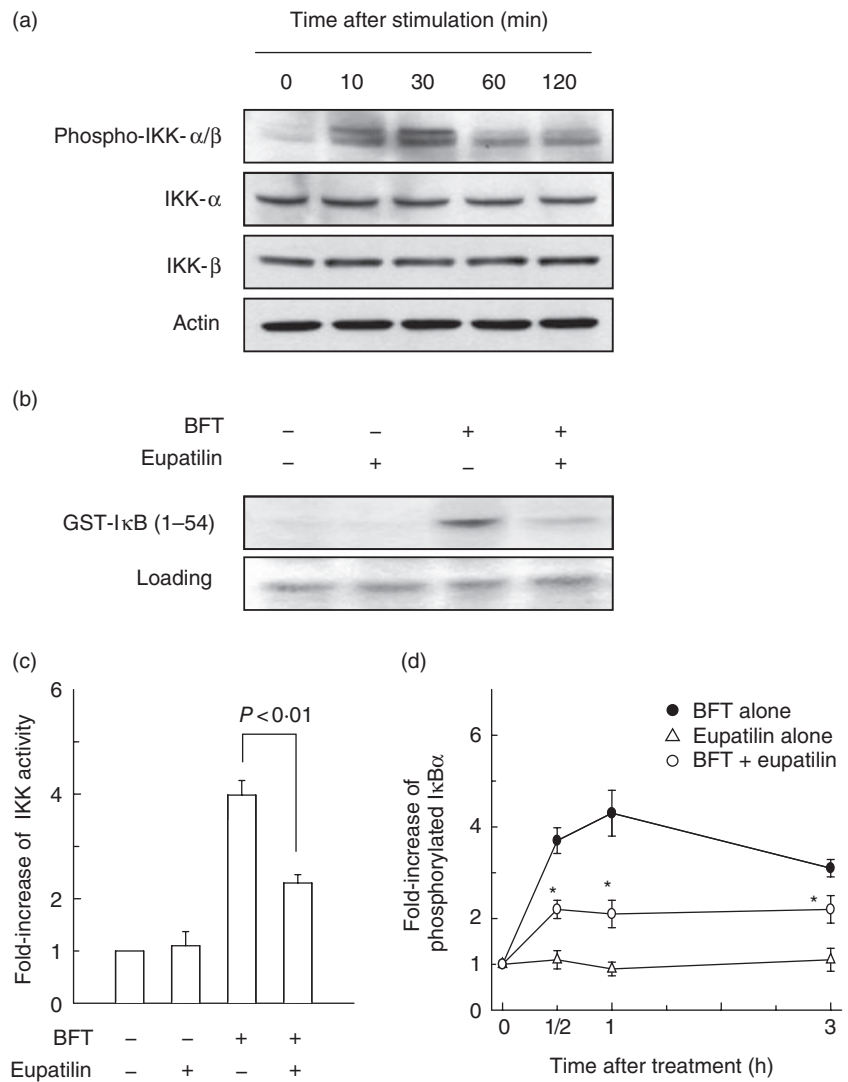 (a)
Time after stimulation (min)
0 10 30 60 120
Phospho-IKK-α/β
IKK-α
IKK-β
Actin
(b)
BFT – – + +
Eupatilin – + – +
GST-IκB (1–54)
Loading
(c)
Fold-increase of IKK activity
6
4
2
1
0
P < 0·01
BFT – – + +
Eupatilin – + – +
(d)
Fold-increase of
phosphorylated IκBα
6
4
2
1
0
BFT alone
Eupatilin alone
BFT + eupatilin
* * *
0 1/2 1 3
Time after treatment (h)